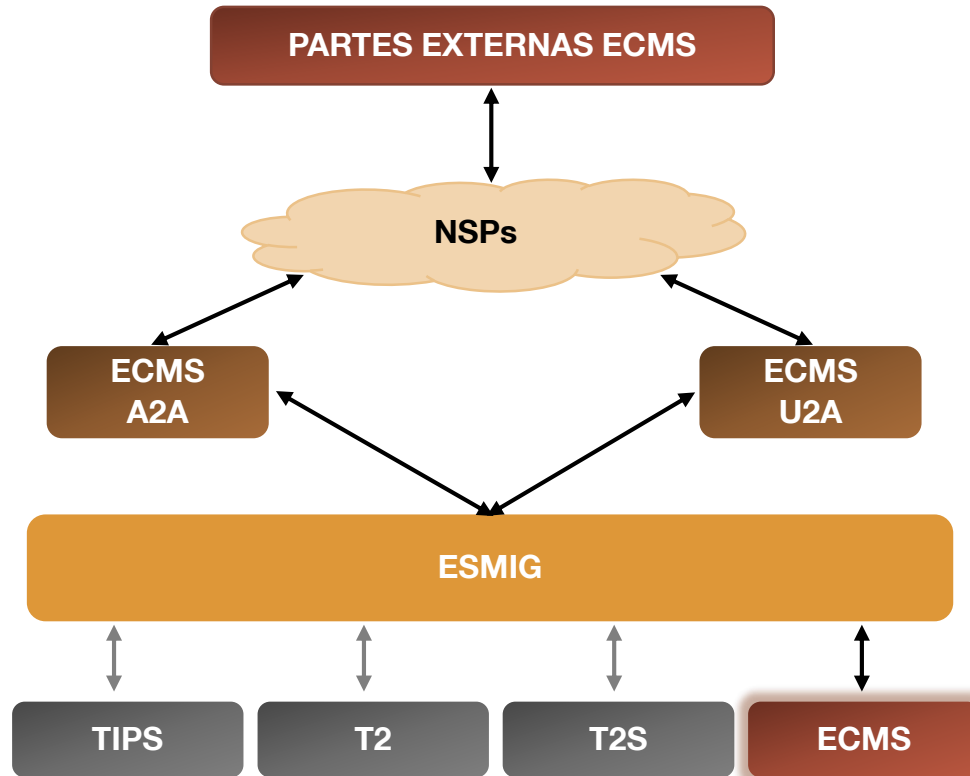 PARTES EXTERNAS ECMS
NSPs
ECMS
A2A
ECMS
U2A
ESMIG
TIPS
T2
T2S
ECMS